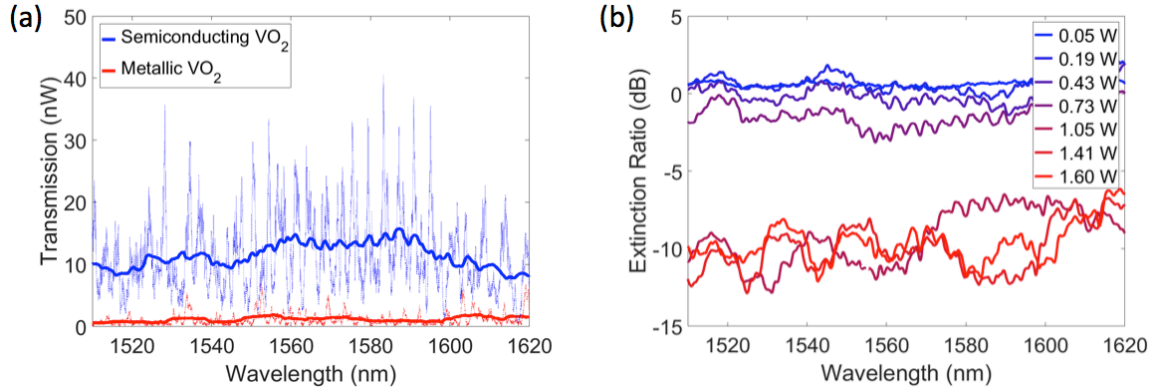 (a)
50
40
30
20
10
0
Transmission (nW)
Semiconducting VO2
Metallic VO2
1520 1540 1560 1580 1600 1620
Wavelength (nm)
(b)
5
0
-5
-10
-15
Extinction Ratio (dB)
0.05 W
0.19 W
0.43 W
0.73 W
1.05 W
1.41 W
1.60 W
1520 1540 1560 1580 1600 1620
Wavelength (nm)